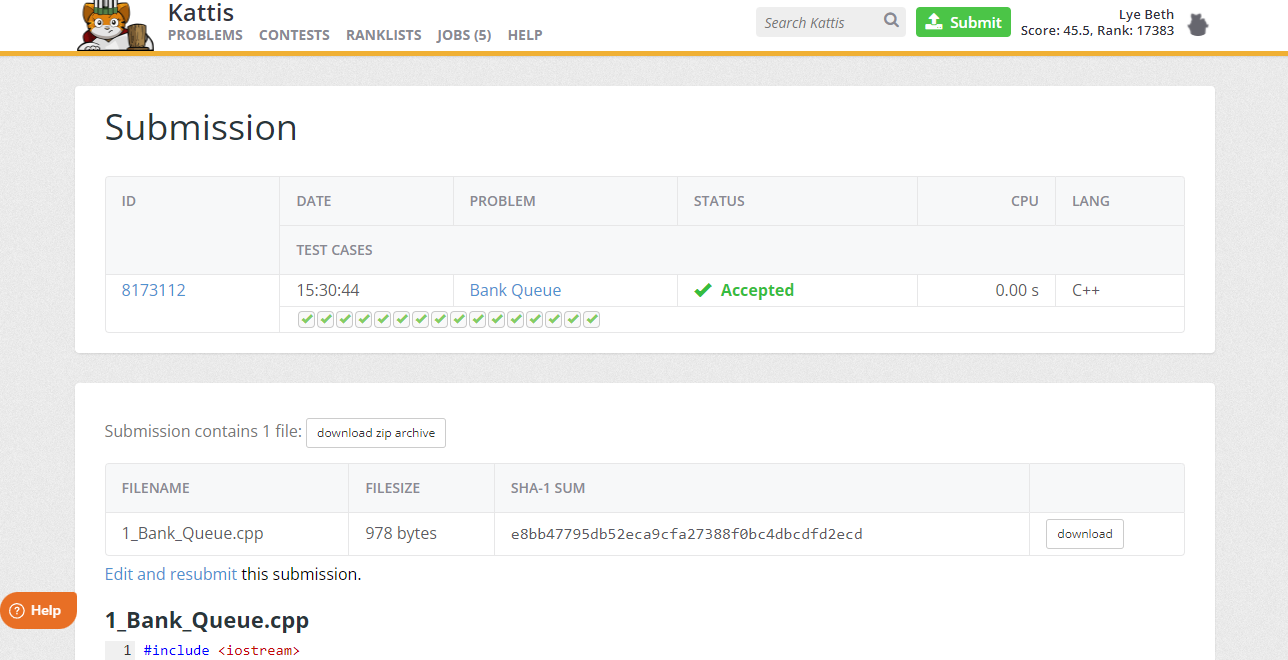 Kattis
PROBLEMS CONTESTS RANKLISTS JOBS (5) HELP
Search Kattis
Submit
Lye Beth
Score: 45.5, Rank: 17383
Submission
ID DATE PROBLEM STATUS CPU LANG
TEST CASES
8173112 15:30:44 Bank Queue Accepted 0.00 s C++
Submission contains 1 file: download zip archive
FILENAME FILESIZE SHA-1 SUM
1_Bank_Queue.cpp 978 bytes e8bb47795db52eca9cfa27388f0bc4dbcdfd2ecd download
Edit and resubmit this submission.
Help
1_Bank_Queue.cpp
1 #include <iostream>